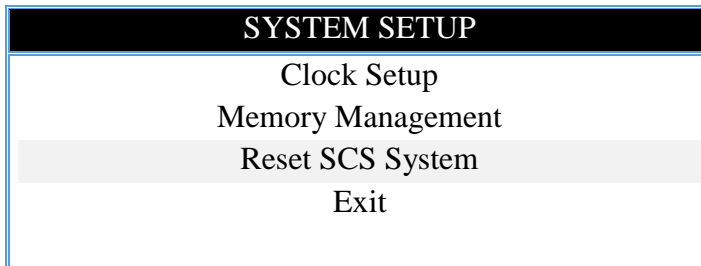 SYSTEM SETUP
Clock Setup
Memory Management
Reset SCS System
Exit